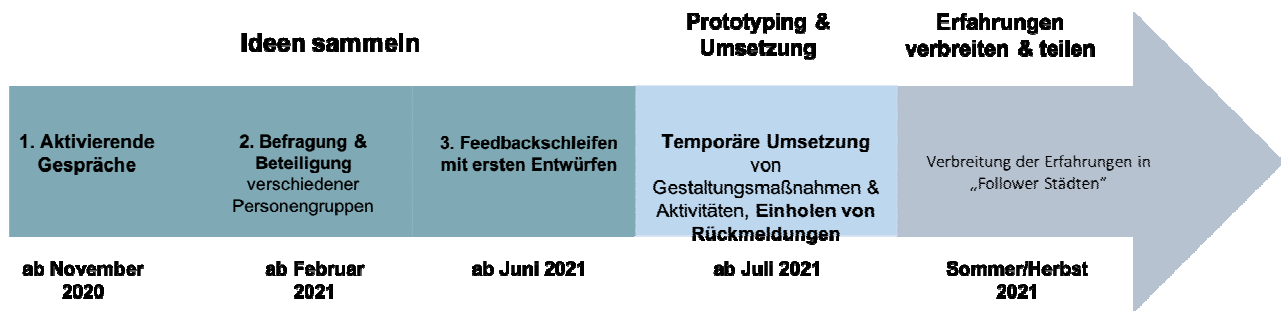 Ideen sammeln
Prototyping &
Umsetzung
Erfahrungen
verbreiten & teilen
1. Aktivierende
Gespräche
2. Befragung &
Beteiligung
verschiedener
Personengruppen
3. Feedbackschleifen
mit ersten Entwürfen
Temporäre Umsetzung
von
Gestaltungsmaßnahmen &
Aktivitäten, Einholen von
Rückmeldungen
Verbreitung der Erfahrungen in
„Follower Städten“
ab November
2020
ab Februar
2021
ab Juni 2021
ab Juli 2021
Sommer/Herbst
2021